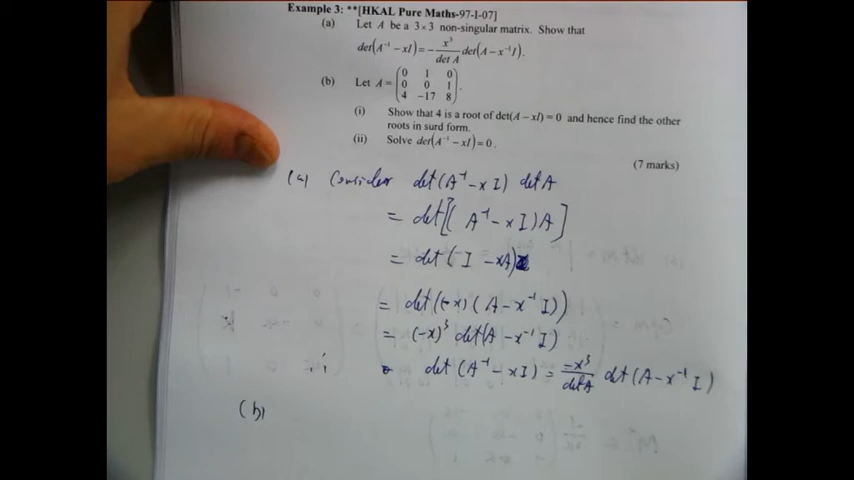 Example 3: **[HKAL Pure Maths-97-I-07]
(a) Let A be a 3×3 non-singular matrix. Show that
det(A⁻¹ − xI) = − x³/det A det(A − x⁻¹I).
(b) Let A = (0 1 0
0 0 1
4 −17 8).
(i) Show that 4 is a root of det(A − xI) = 0 and hence find the other
roots in surd form.
(ii) Solve det(A⁻¹ − xI) = 0.
(7 marks)
(a) Consider det(A⁻¹ − xI) det A
= det[(A⁻¹ − xI)A]
= det(I − xA)
= det((−x)(A − x⁻¹I))
= (−x)³ det(A − x⁻¹I)
∴ det(A⁻¹ − xI) = −x³/det A det(A − x⁻¹I)
(b)